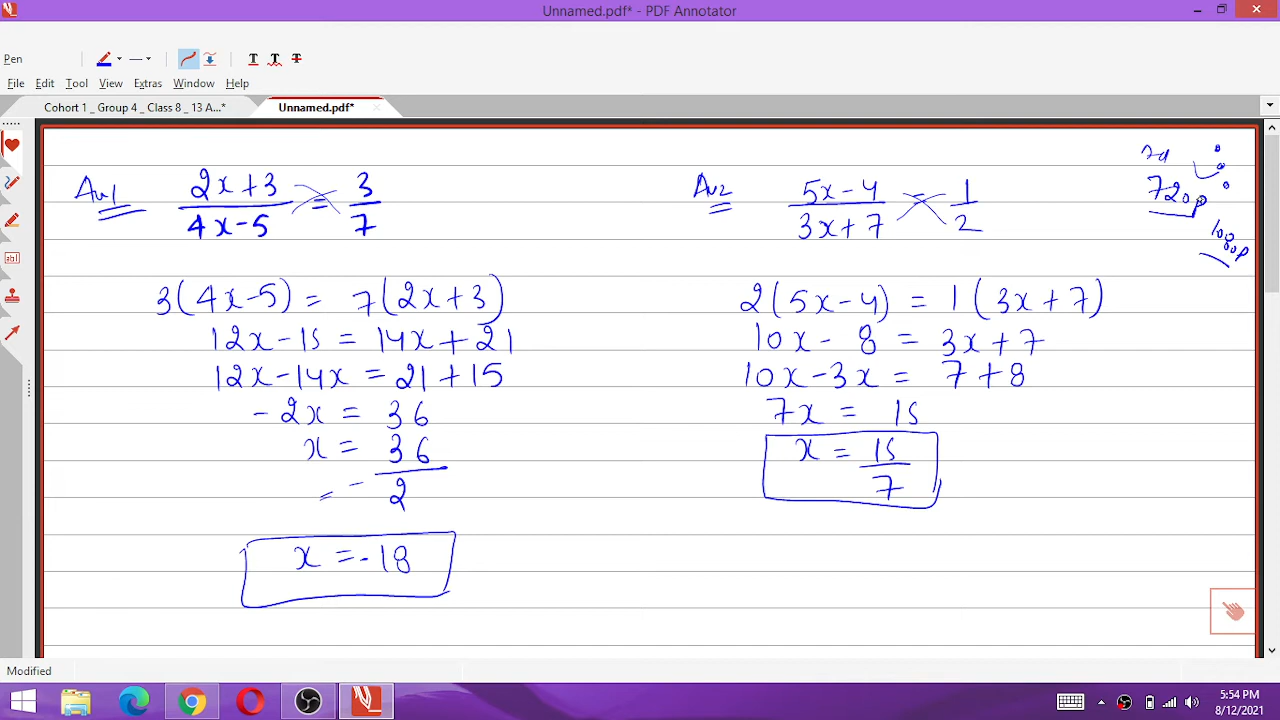 Unnamed.pdf* - PDF Annotator
Pen
T T T
File Edit Tool View Extras Window Help
Cohort 1 _ Group 4 _ Class 8 _ 13 A...*
Unnamed.pdf*
2x+3 / 4x-5 = 3/7
3(4x-5) = 7(2x+3)
12x-15 = 14x+21
12x-14x = 21+15
-2x = 36
x = 36
= -2
x = -18
5x-4 / 3x+7 = 1/2
2(5x-4) = 1(3x+7)
10x - 8 = 3x+7
10x-3x = 7+8
7x = 15
x = 15/7
720p
1080p
Modified
5:54 PM
8/12/2021